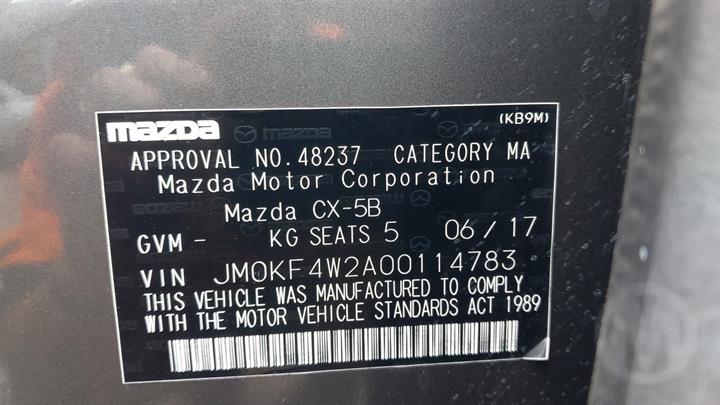 mazda (KB9M)
APPROVAL NO. 48237 CATEGORY MA
Mazda Motor Corporation
Mazda CX-5B
GVM - KG SEATS 5 06/17
VIN JM0KF4W2A00114783
THIS VEHICLE WAS MANUFACTURED TO COMPLY
WITH THE MOTOR VEHICLE STANDARDS ACT 1989